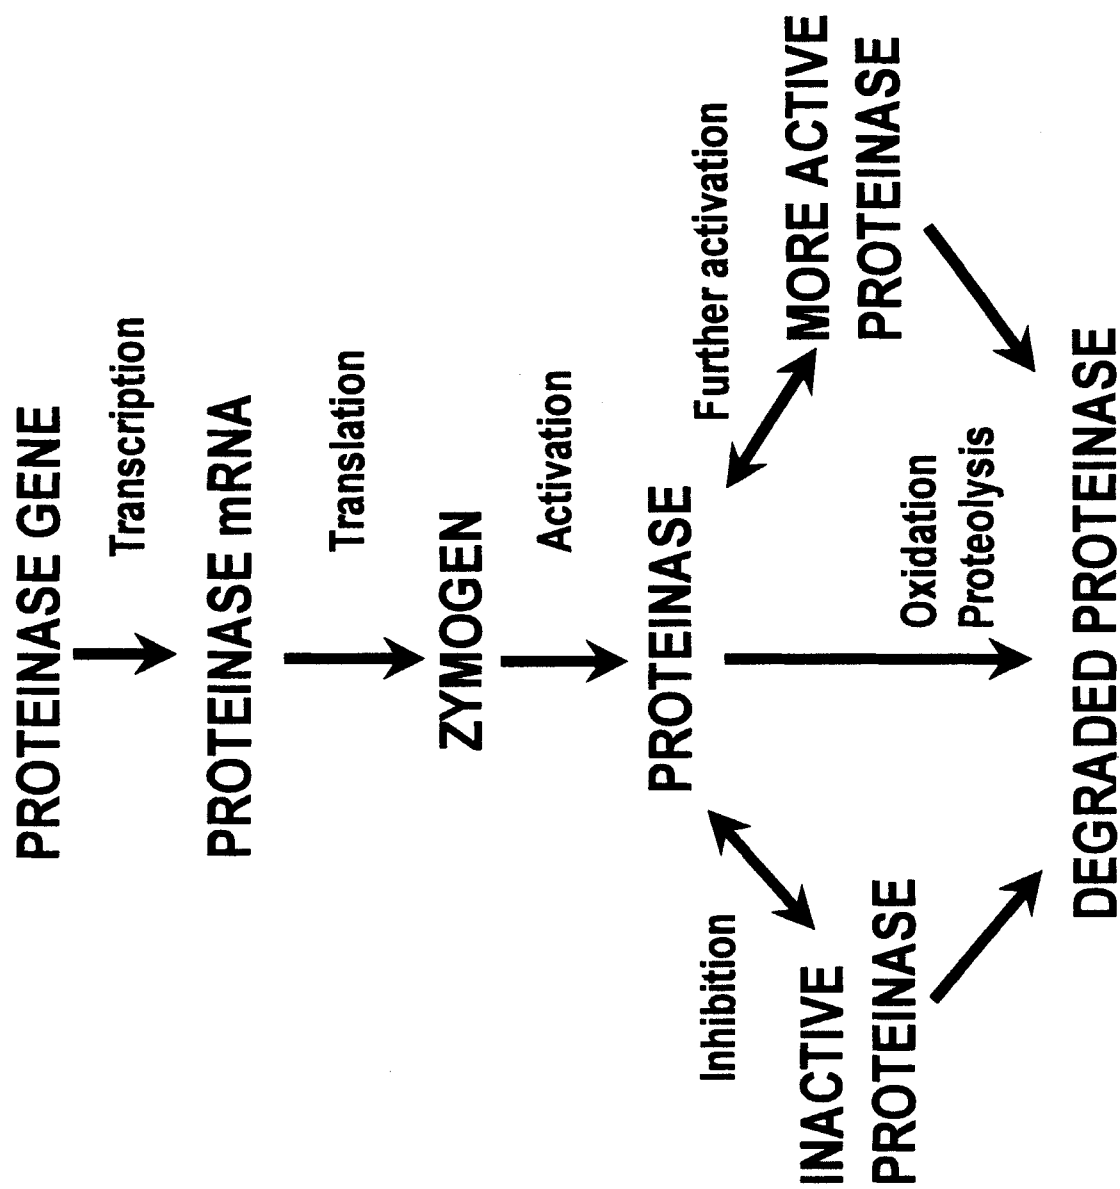 PROTEINASE GENE
Transcription
PROTEINASE mRNA
Translation
ZYMOGEN
Activation
PROTEINASE
Inhibition
Further activation
INACTIVE
PROTEINASE
MORE ACTIVE
PROTEINASE
Oxidation
Proteolysis
DEGRADED PROTEINASE